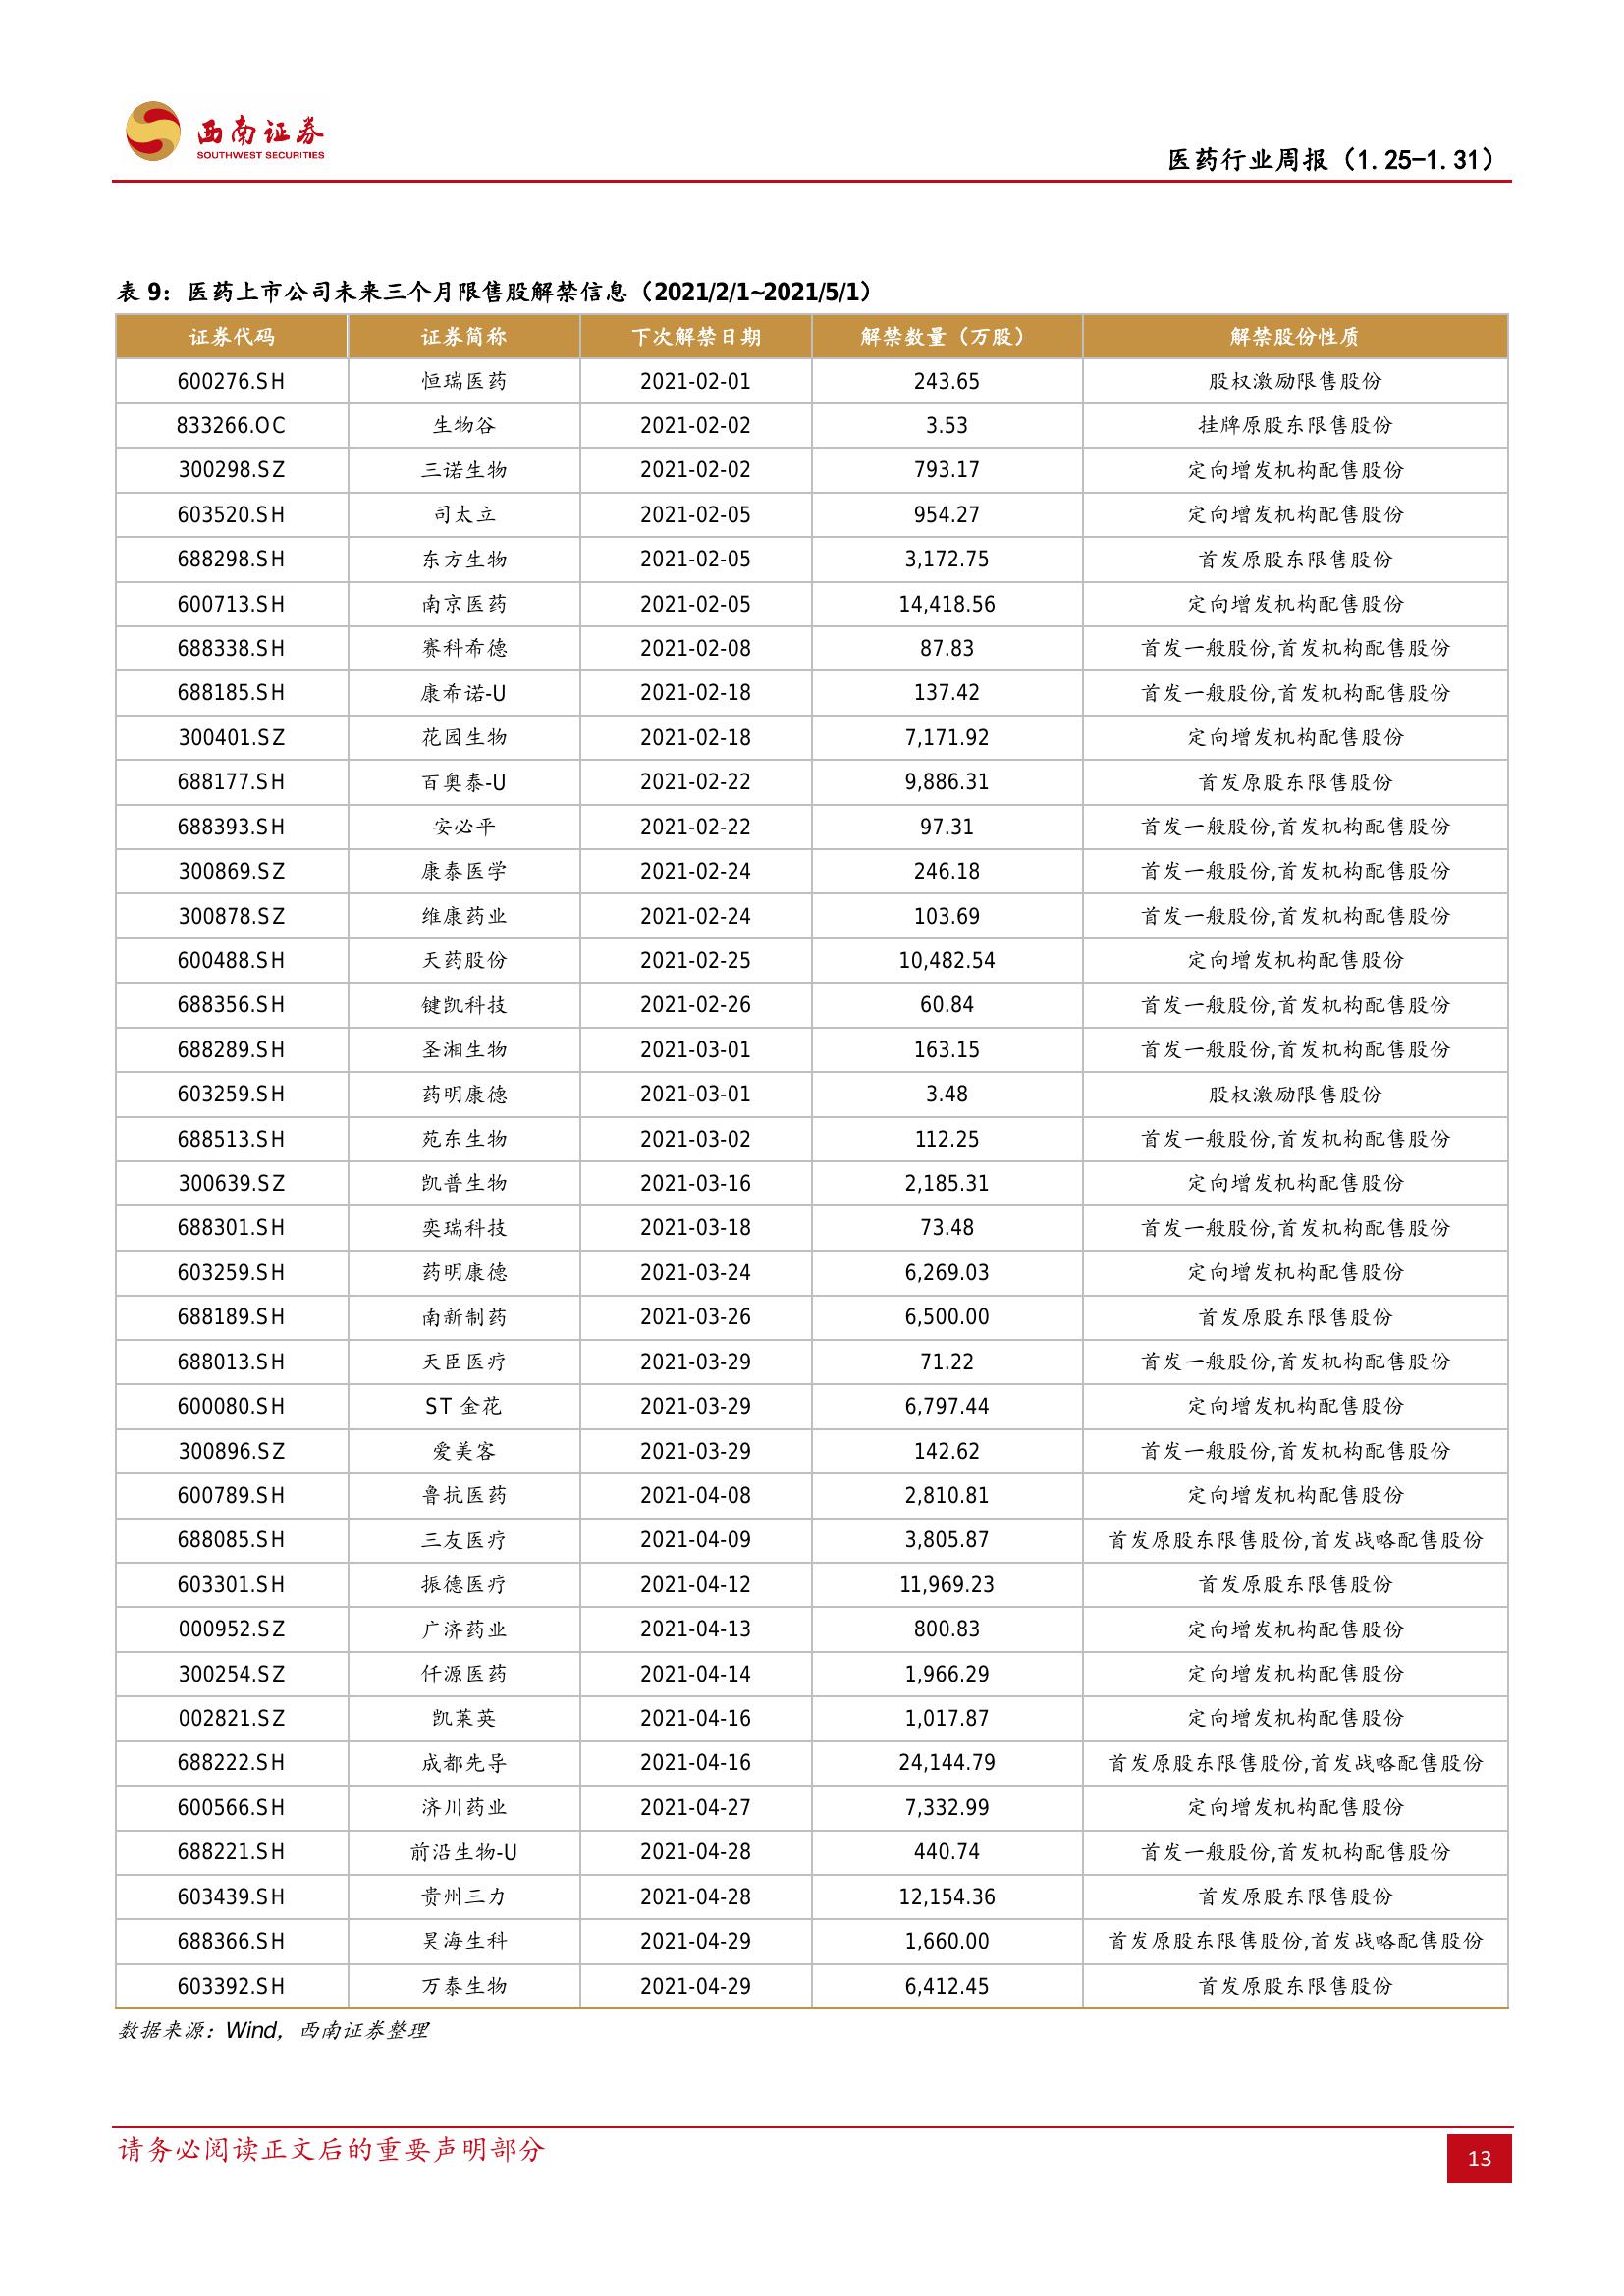 西南证券
SOUTHWEST SECURITIES
医药行业周报（1.25-1.31）
表 9：医药上市公司未来三个月限售股解禁信息（2021/2/1~2021/5/1）
证券代码 证券简称 下次解禁日期 解禁数量（万股） 解禁股份性质
600276.SH 恒瑞医药 2021-02-01 243.65 股权激励限售股份
833266.OC 生物谷 2021-02-02 3.53 挂牌原股东限售股份
300298.SZ 三诺生物 2021-02-02 793.17 定向增发机构配售股份
603520.SH 司太立 2021-02-05 954.27 定向增发机构配售股份
688298.SH 东方生物 2021-02-05 3,172.75 首发原股东限售股份
600713.SH 南京医药 2021-02-05 14,418.56 定向增发机构配售股份
688338.SH 赛科希德 2021-02-08 87.83 首发一般股份,首发机构配售股份
688185.SH 康希诺-U 2021-02-18 137.42 首发一般股份,首发机构配售股份
300401.SZ 花园生物 2021-02-18 7,171.92 定向增发机构配售股份
688177.SH 百奥泰-U 2021-02-22 9,886.31 首发原股东限售股份
688393.SH 安必平 2021-02-22 97.31 首发一般股份,首发机构配售股份
300869.SZ 康泰医学 2021-02-24 246.18 首发一般股份,首发机构配售股份
300878.SZ 维康药业 2021-02-24 103.69 首发一般股份,首发机构配售股份
600488.SH 天药股份 2021-02-25 10,482.54 定向增发机构配售股份
688356.SH 键凯科技 2021-02-26 60.84 首发一般股份,首发机构配售股份
688289.SH 圣湘生物 2021-03-01 163.15 首发一般股份,首发机构配售股份
603259.SH 药明康德 2021-03-01 3.48 股权激励限售股份
688513.SH 苑东生物 2021-03-02 112.25 首发一般股份,首发机构配售股份
300639.SZ 凯普生物 2021-03-16 2,185.31 定向增发机构配售股份
688301.SH 奕瑞科技 2021-03-18 73.48 首发一般股份,首发机构配售股份
603259.SH 药明康德 2021-03-24 6,269.03 定向增发机构配售股份
688189.SH 南新制药 2021-03-26 6,500.00 首发原股东限售股份
688013.SH 天臣医疗 2021-03-29 71.22 首发一般股份,首发机构配售股份
600080.SH ST 金花 2021-03-29 6,797.44 定向增发机构配售股份
300896.SZ 爱美客 2021-03-29 142.62 首发一般股份,首发机构配售股份
600789.SH 鲁抗医药 2021-04-08 2,810.81 定向增发机构配售股份
688085.SH 三友医疗 2021-04-09 3,805.87 首发原股东限售股份,首发战略配售股份
603301.SH 振德医疗 2021-04-12 11,969.23 首发原股东限售股份
000952.SZ 广济药业 2021-04-13 800.83 定向增发机构配售股份
300254.SZ 仟源医药 2021-04-14 1,966.29 定向增发机构配售股份
002821.SZ 凯莱英 2021-04-16 1,017.87 定向增发机构配售股份
688222.SH 成都先导 2021-04-16 24,144.79 首发原股东限售股份,首发战略配售股份
600566.SH 济川药业 2021-04-27 7,332.99 定向增发机构配售股份
688221.SH 前沿生物-U 2021-04-28 440.74 首发一般股份,首发机构配售股份
603439.SH 贵州三力 2021-04-28 12,154.36 首发原股东限售股份
688366.SH 昊海生科 2021-04-29 1,660.00 首发原股东限售股份,首发战略配售股份
603392.SH 万泰生物 2021-04-29 6,412.45 首发原股东限售股份
数据来源：Wind，西南证券整理
请务必阅读正文后的重要声明部分
13